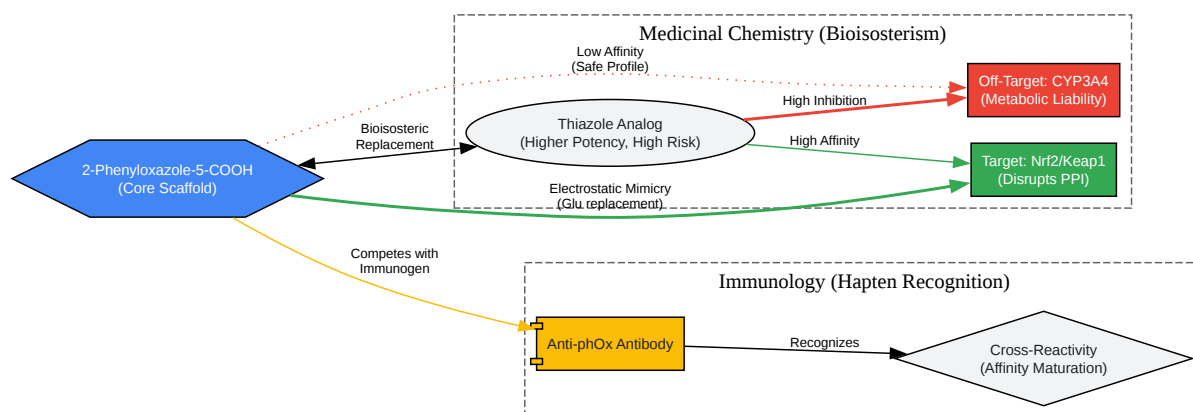 Medicinal Chemistry (Bioisosterism)
Low Affinity
(Safe Profile)
Off-Target: CYP3A4
(Metabolic Liability)
High Inhibition
Thiazole Analog
(Higher Potency, High Risk)
Bioisosteric
Replacement
High Affinity
Target: Nrf2/Keap1
(Disrupts PPI)
2-Phenyloxazole-5-COOH
(Core Scaffold)
Electrostatic Mimicry
(Glu replacement)
Competes with
Immunogen
Immunology (Hapten Recognition)
Anti-phOx Antibody
Recognizes
Cross-Reactivity
(Affinity Maturation)